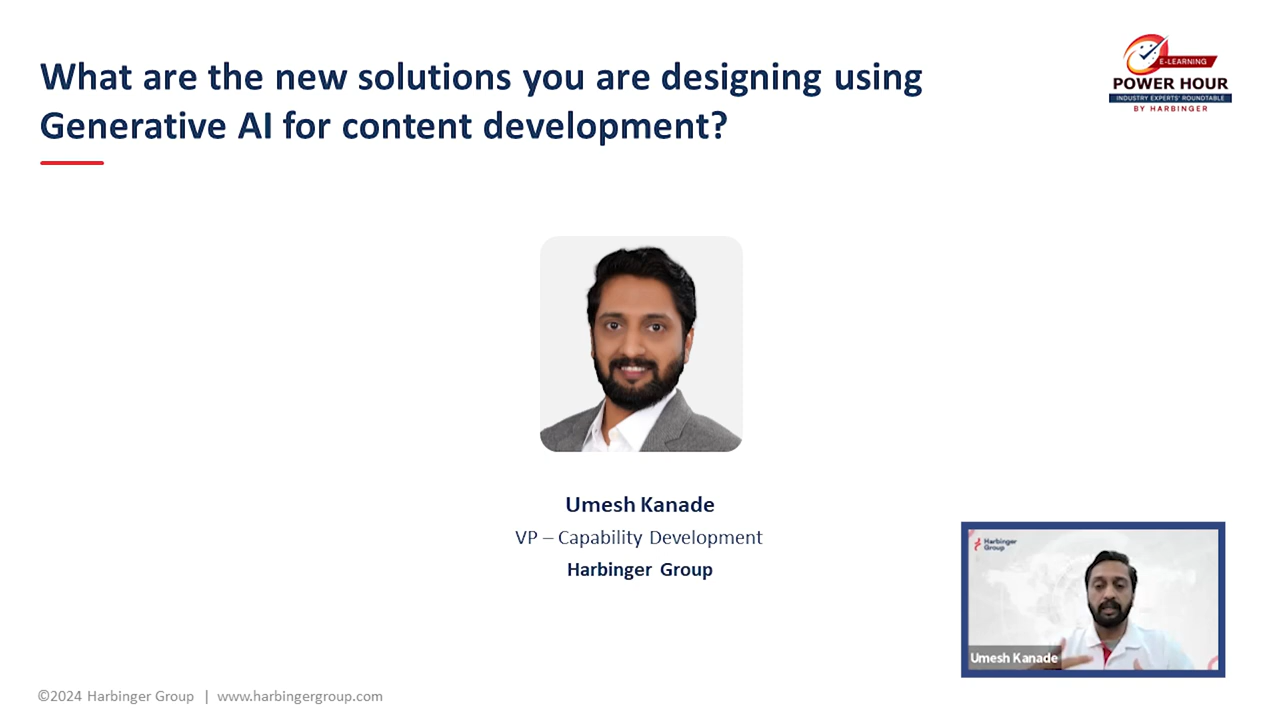 What are the new solutions you are designing using
Generative AI for content development?
E-LEARNING
POWER HOUR
INDUSTRY EXPERTS' ROUNDTABLE
BY HARBINGER
Umesh Kanade
VP – Capability Development
Harbinger Group
Harbinger
Group
Umesh Kanade
©2024 Harbinger Group | www.harbingergroup.com